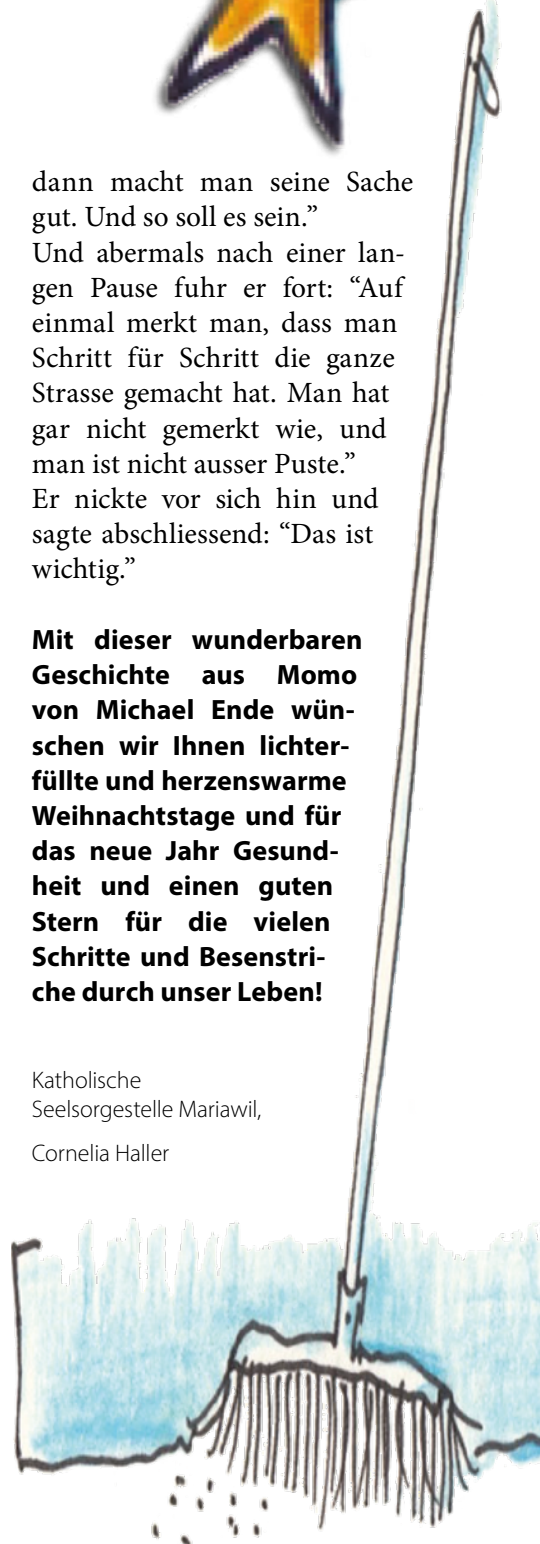 dann macht man seine Sache
gut. Und so soll es sein.”
Und abermals nach einer lan-
gen Pause fuhr er fort: “Auf
einmal merkt man, dass man
Schritt für Schritt die ganze
Strasse gemacht hat. Man hat
gar nicht gemerkt wie, und
man ist nicht ausser Puste.”
Er nickte vor sich hin und
sagte abschliessend: “Das ist
wichtig.”
Mit dieser wunderbaren
Geschichte aus Momo
von Michael Ende wün-
schen wir Ihnen lichter-
füllte und herzenswarme
Weihnachtstage und für
das neue Jahr Gesund-
heit und einen guten
Stern für die vielen
Schritte und Besenstri-
che durch unser Leben!
Katholische
Seelsorgestelle Mariawil,
Cornelia Haller